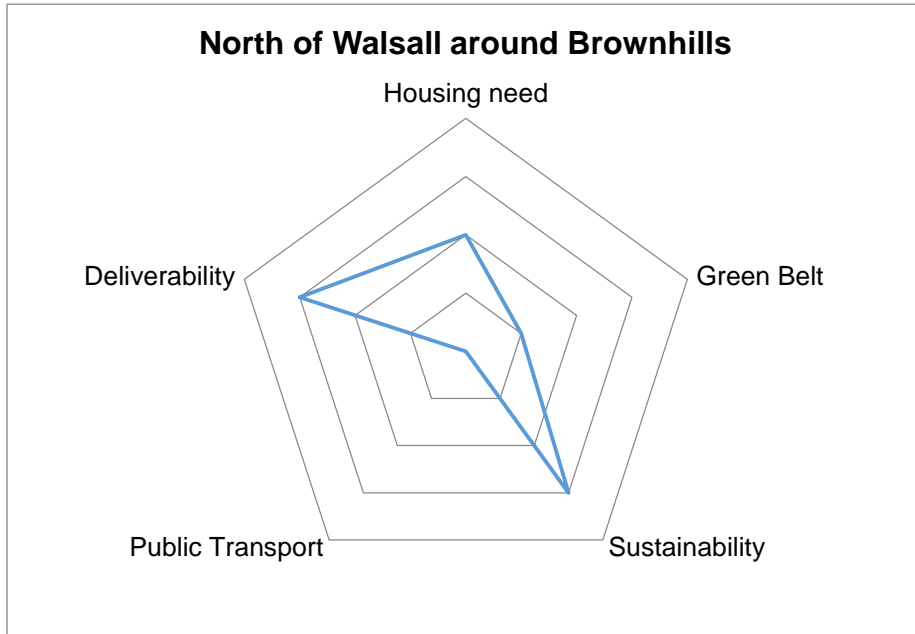 North of Walsall around Brownhills
Housing need
Deliverability
Green Belt
Public Transport
Sustainability